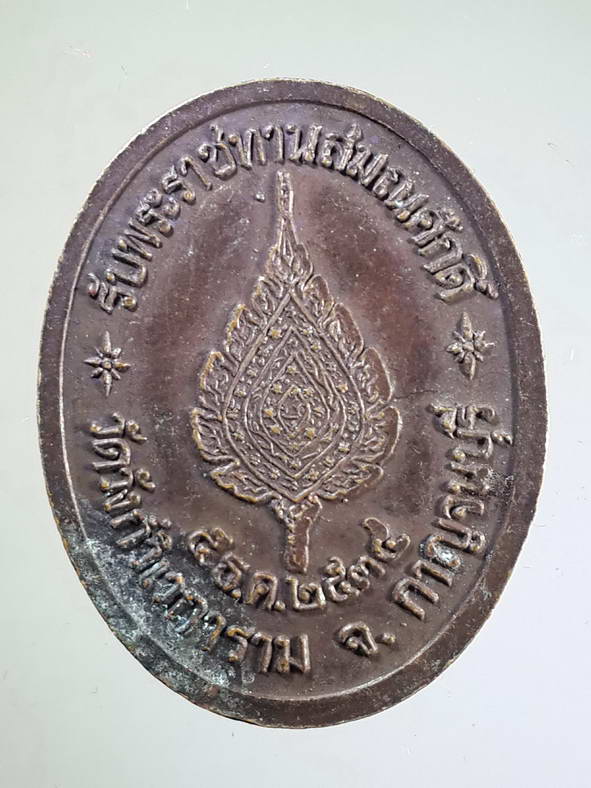 รับพระราชทานสมณศักดิ์
๕ ธ.ค.๒๕๓๔
วัดวังก์วิเวการาม จ. กาญจนบุรี